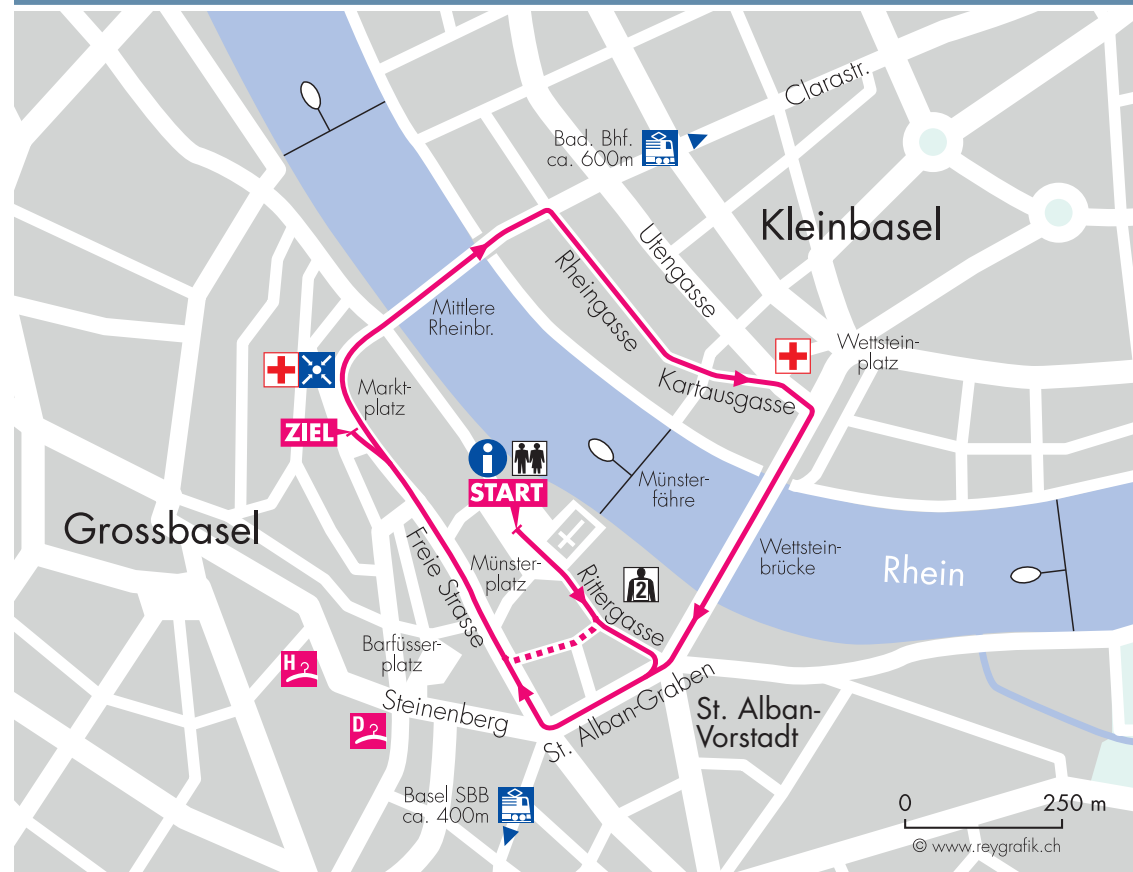 Clarastr.
Bad. Bhf.
ca. 600m
Kleinbasel
Utengasse
Rheingasse
Mittlere
Rheinbr.
Wettstein-
platz
Kartausgasse
Markt-
platz
ZIEL
i
START
Münster-
fähre
Grossbasel
Freie Strasse
Münster-
platz
Rittergasse
2
Wettstein-
brücke
Rhein
Barfüsser-
platz
H
D
Steinenberg
St. Alban-Graben
St. Alban-
Vorstadt
Basel SBB
ca. 400m
0 250 m
© www.reygrafik.ch